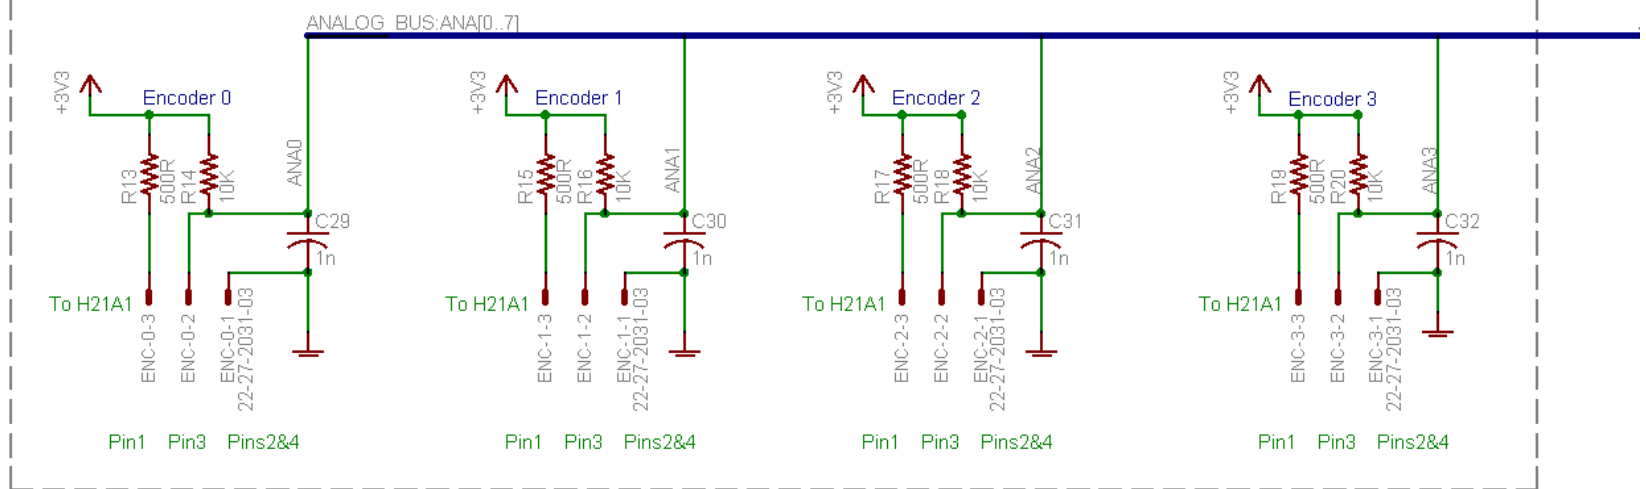 ANALOG_BUS:ANA[0..7]
+3V3
Encoder 0
R13
500R
R14
10K
ANA0
C29
1n
To H21A1
ENC-0-3
ENC-0-2
ENC-0-1
22-27-2031-03
Pin1 Pin3 Pins2&4
+3V3
Encoder 1
R15
500R
R16
10K
ANA1
C30
1n
To H21A1
ENC-1-3
ENC-1-2
ENC-1-1
22-27-2031-03
Pin1 Pin3 Pins2&4
+3V3
Encoder 2
R17
500R
R18
10K
ANA2
C31
1n
To H21A1
ENC-2-3
ENC-2-2
ENC-2-1
22-27-2031-03
Pin1 Pin3 Pins2&4
+3V3
Encoder 3
R19
500R
R20
10K
ANA3
C32
1n
To H21A1
ENC-3-3
ENC-3-2
ENC-3-1
22-27-2031-03
Pin1 Pin3 Pins2&4